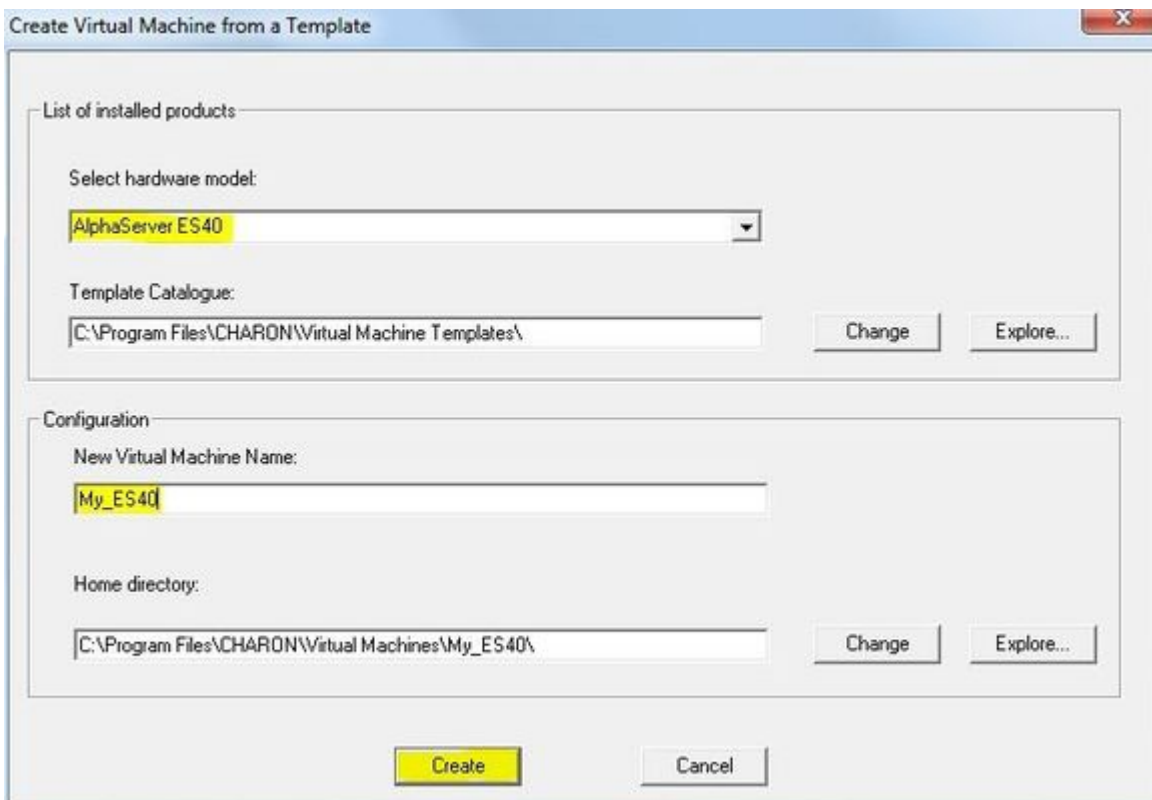 Create Virtual Machine from a Template
List of installed products
Select hardware model:
AlphaServer ES40
Template Catalogue:
C:\Program Files\CHARON\Virtual Machine Templates\
Change
Explore...
Configuration
New Virtual Machine Name:
My_ES40
Home directory:
C:\Program Files\CHARON\Virtual Machines\My_ES40\
Change
Explore...
Create
Cancel